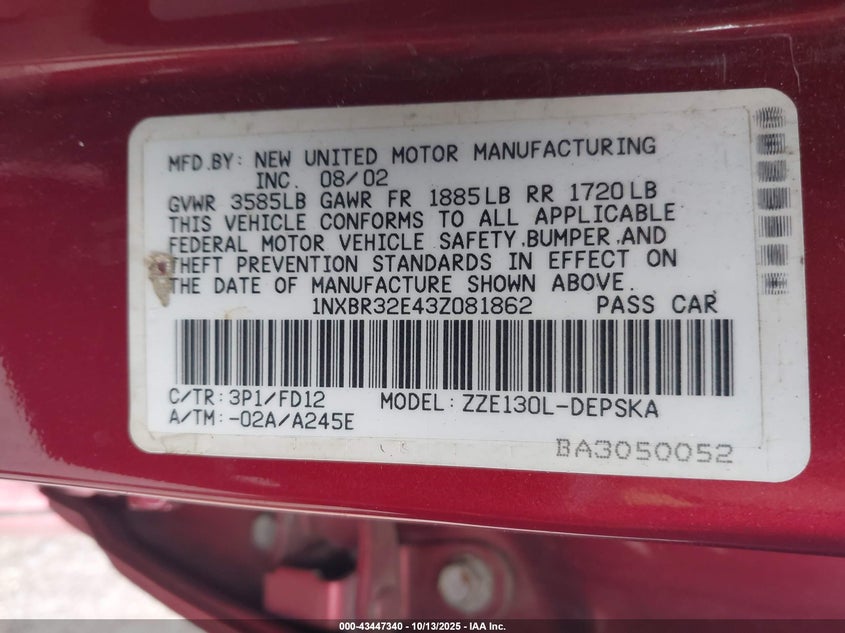 MFD.BY: NEW UNITED MOTOR MANUFACTURING
INC. 08/02
GVWR 3585LB GAWR FR 1885LB RR 1720LB
THIS VEHICLE CONFORMS TO ALL APPLICABLE
FEDERAL MOTOR VEHICLE SAFETY.BUMPER.AND
THEFT PREVENTION STANDARDS IN EFFECT ON
THE DATE OF MANUFACTURE SHOWN ABOVE.
1NXBR32E43Z081862 PASS CAR
C/TR: 3P1/FD12 MODEL: ZZE130L-DEPSKA
A/TM: -02A/A245E
BA3050052
000-43447340 | 10/13/2025 - IAA Inc.